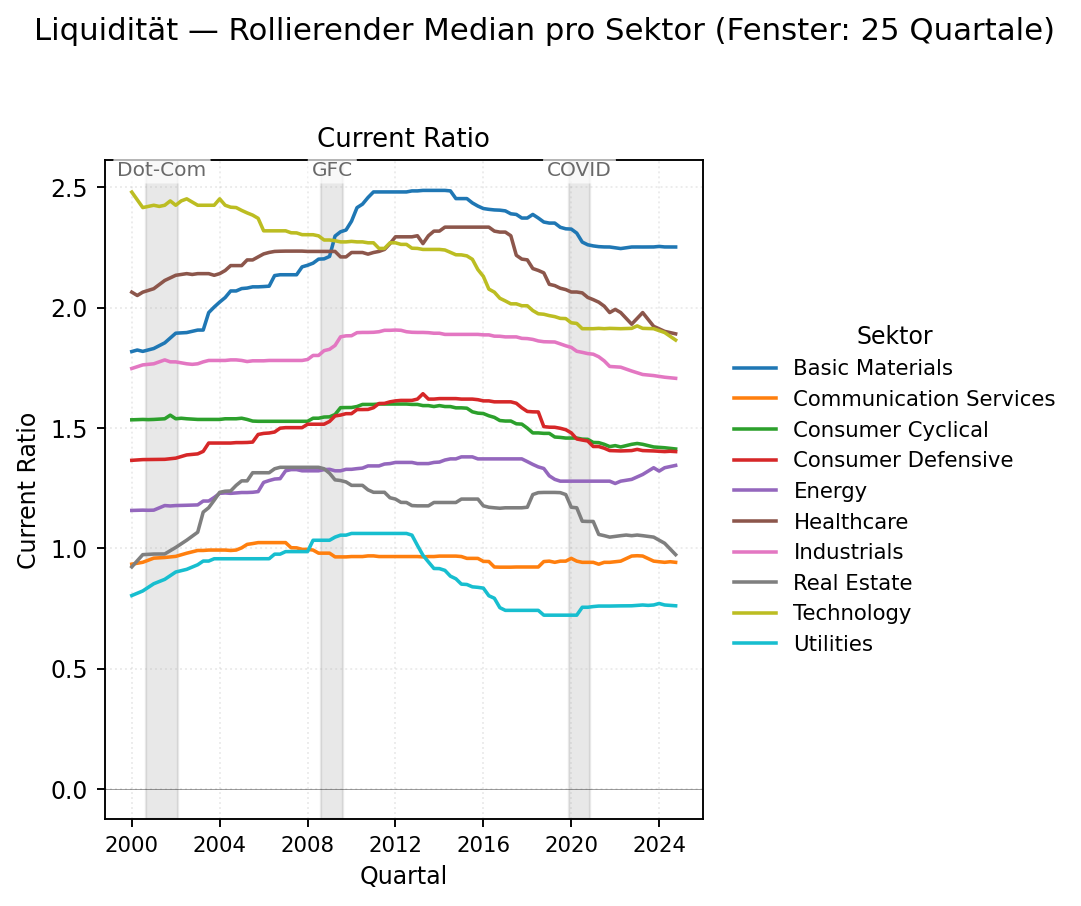 Liquidität — Rollierender Median pro Sektor (Fenster: 25 Quartale)
Current Ratio
Dot-Com GFC COVID
2.5
2.0
1.5
1.0
0.5
0.0
Current Ratio
2000 2004 2008 2012 2016 2020 2024
Quartal
Sektor
Basic Materials
Communication Services
Consumer Cyclical
Consumer Defensive
Energy
Healthcare
Industrials
Real Estate
Technology
Utilities